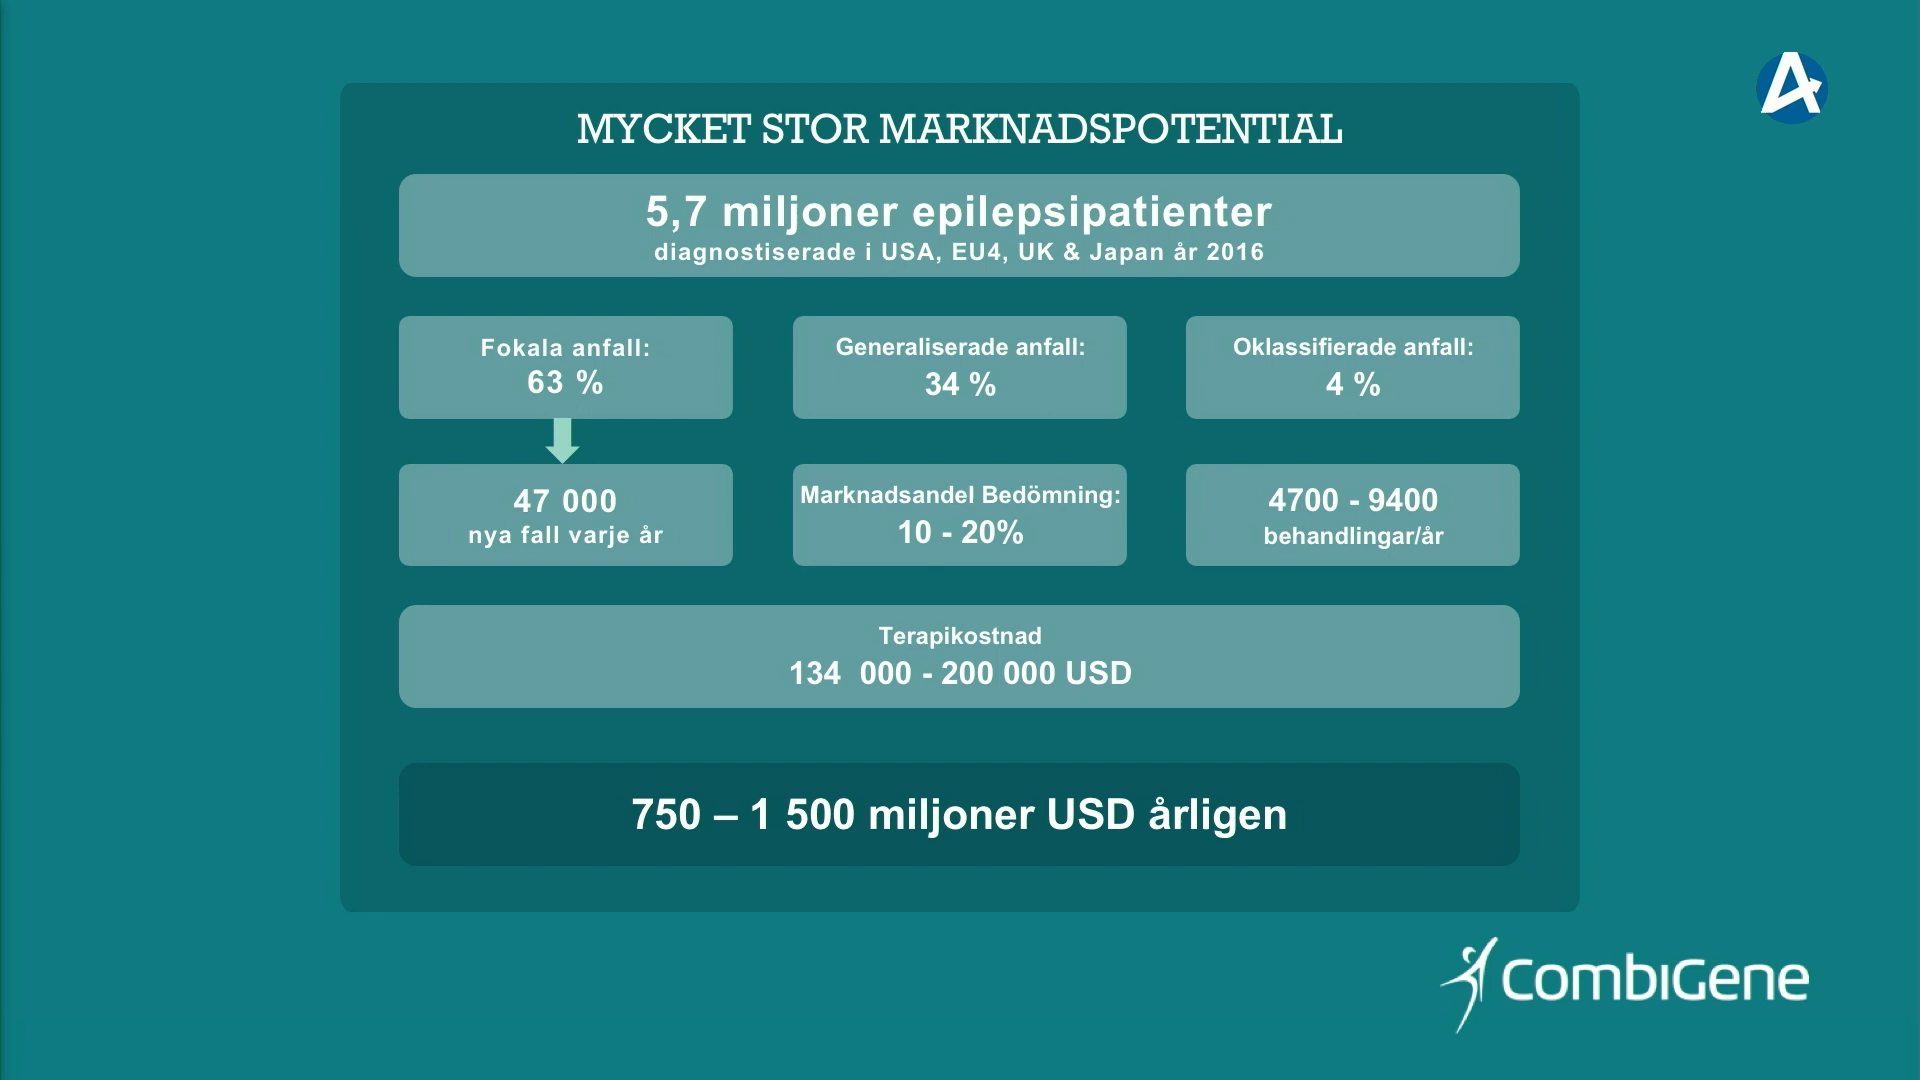 MYCKET STOR MARKNADSPOTENTIAL
5,7 miljoner epilepsipatienter
diagnostiserade i USA, EU4, UK & Japan år 2016
Fokala anfall:
63 %
Generaliserade anfall:
34 %
Oklassifierade anfall:
4 %
47 000
nya fall varje år
Marknadsandel Bedömning:
10 - 20%
4700 - 9400
behandlingar/år
Terapikostnad
134 000 - 200 000 USD
750 – 1 500 miljoner USD årligen
CombiGene